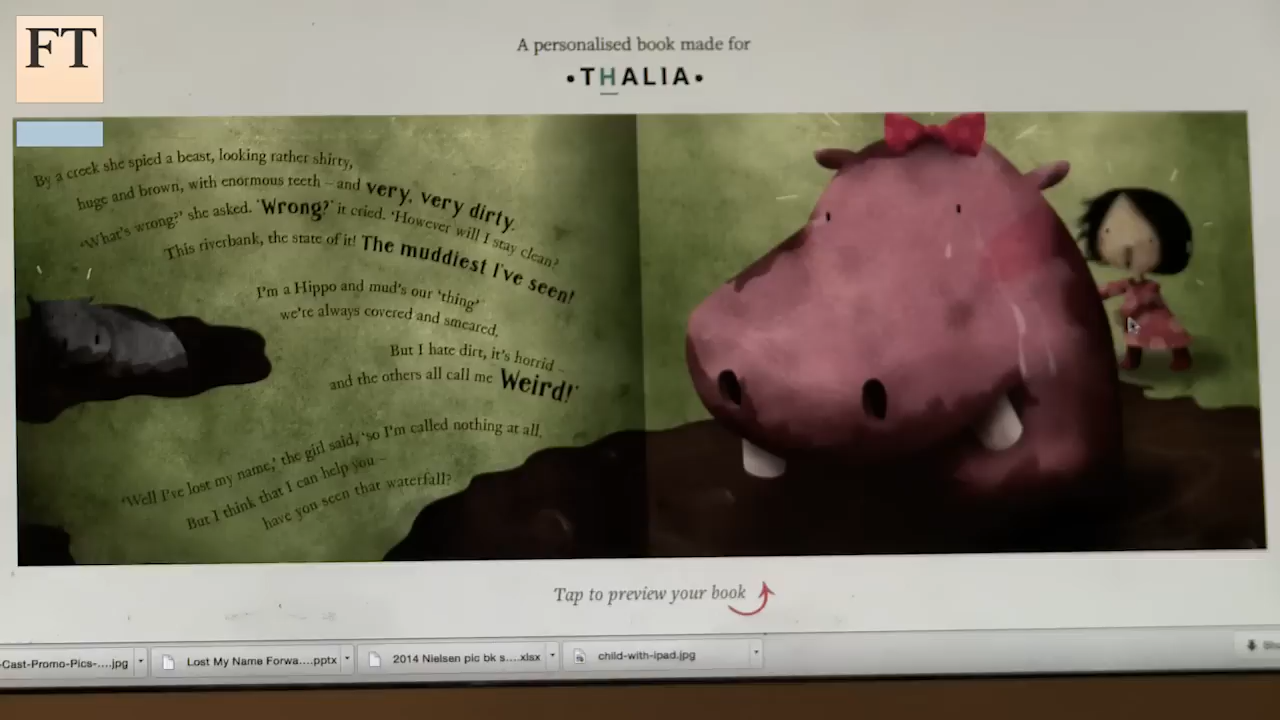 FT
A personalised book made for
•THALIA•
By a creek she spied a beast, looking rather shirty,
huge and brown, with enormous teeth – and very, very dirty.
'What's wrong?' she asked. 'Wrong?' it cried. 'However will I stay clean?
This riverbank, the state of it! The muddiest I've seen!
I'm a Hippo and mud's our 'thing'
we're always covered and smeared,
But I hate dirt, it's horrid –
and the others all call me Weird!'
'Well I've lost my name,' the girl said, 'so I'm called nothing at all,
But I think that I can help you –
have you seen that waterfall?
Tap to preview your book
-Cast-Promo-Pics-....jpg
Lost My Name Forwa....pptx
2014 Nielsen pic bk s....xlsx
child-with-ipad.jpg